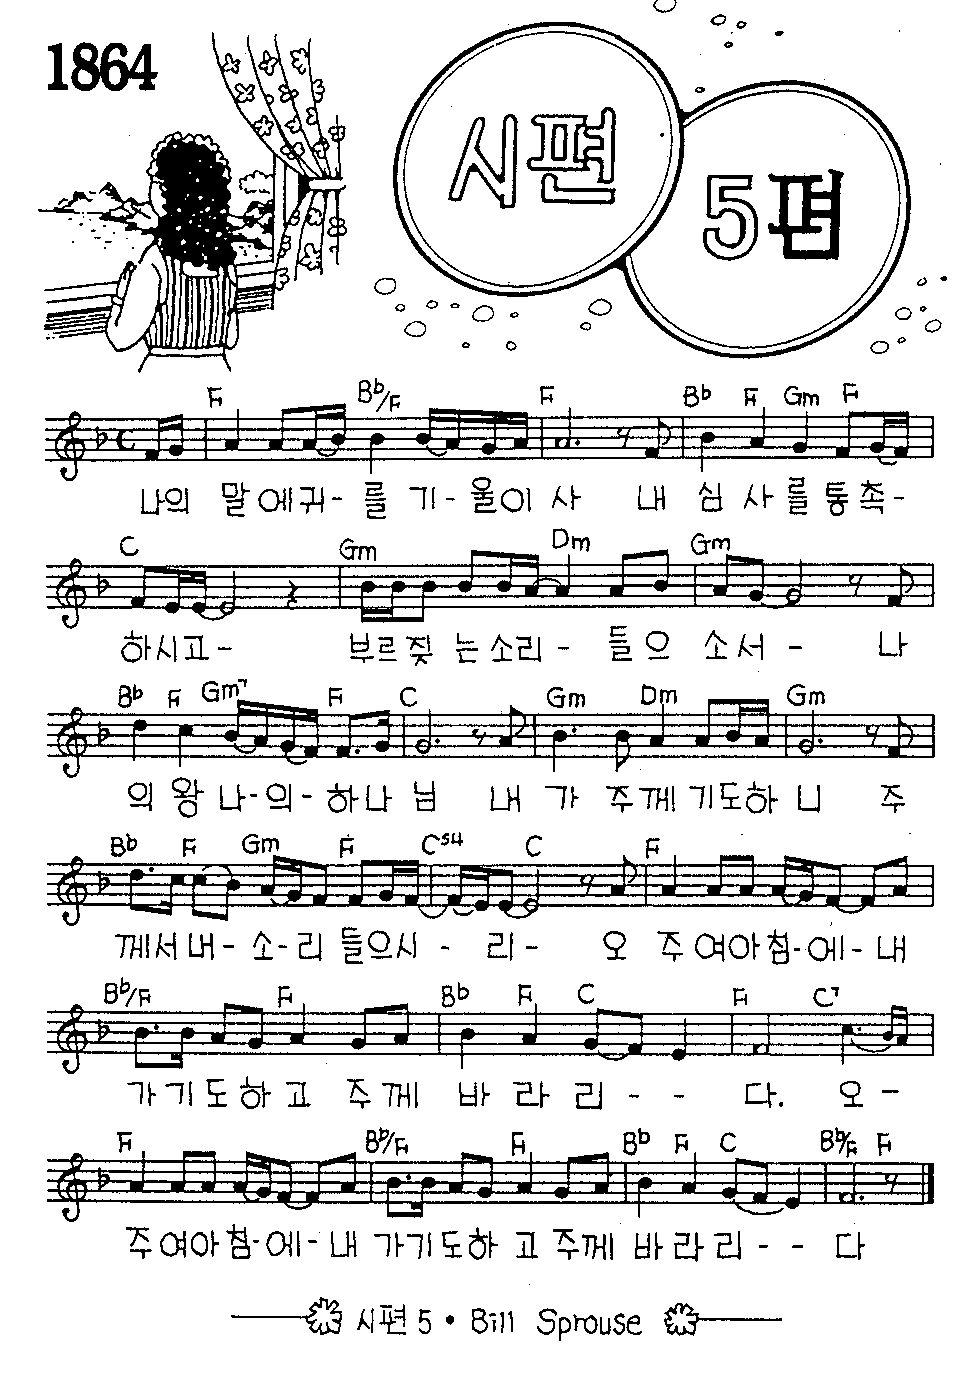 1864
시편
5편
F Bb/F F Bb F Gm F
나의 말에귀- 를 기-울이사 내 심사를통촉-
C Gm Dm Gm
하시고- 부르짖는소리- 들으소서- 나
Bb F Gm7 F C Gm Dm Gm
의 왕 나-의-하나님 내 가 주께기도하니 주
Bb F Gm F Csu4 C F
께서내-소-리 들으시- 리- 오 주여아침-에-내
Bb/F F Bb F C F C7
가기도하고 주께 바라리-- 다. 오-
F Bb/F F Bb F C Bb/F F
주여아침-에-내 가기도하고 주께바라리-- 다
시편 5 • Bill Sprouse